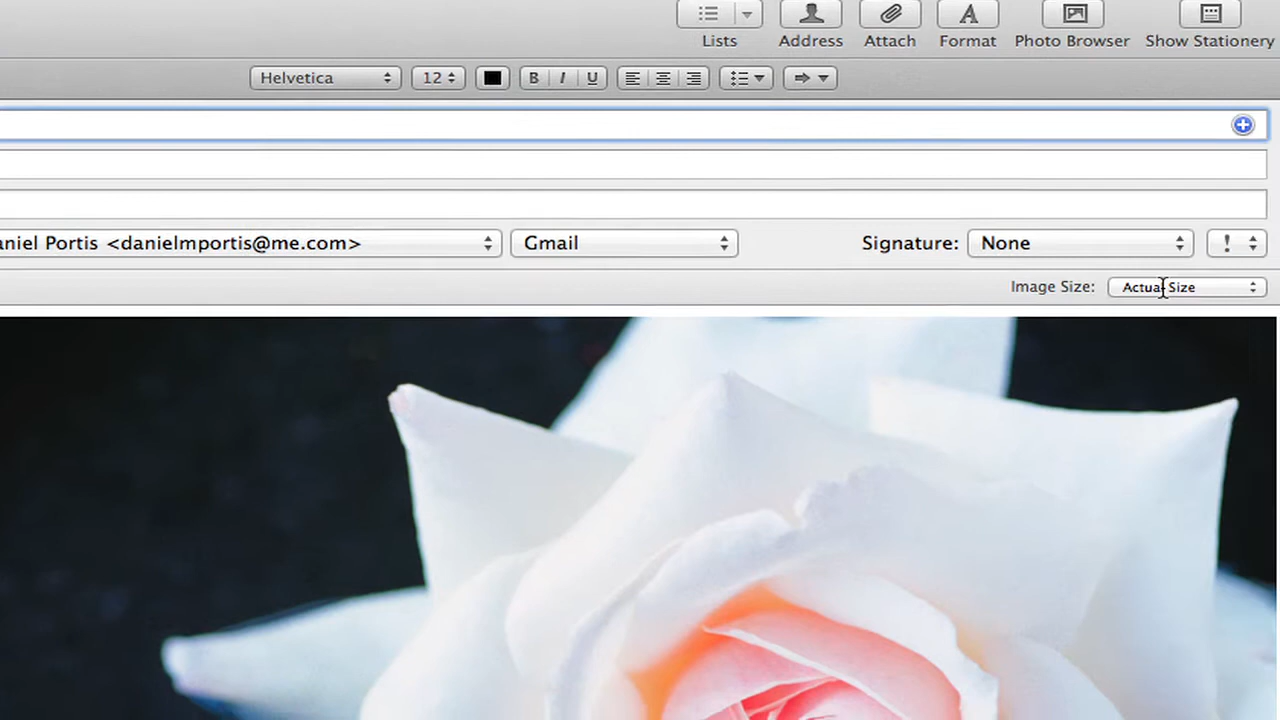 Lists Address Attach Format Photo Browser Show Stationery
Helvetica 12 B I U
aniel Portis <danielmportis@me.com> Gmail Signature: None !
Image Size: Actual Size